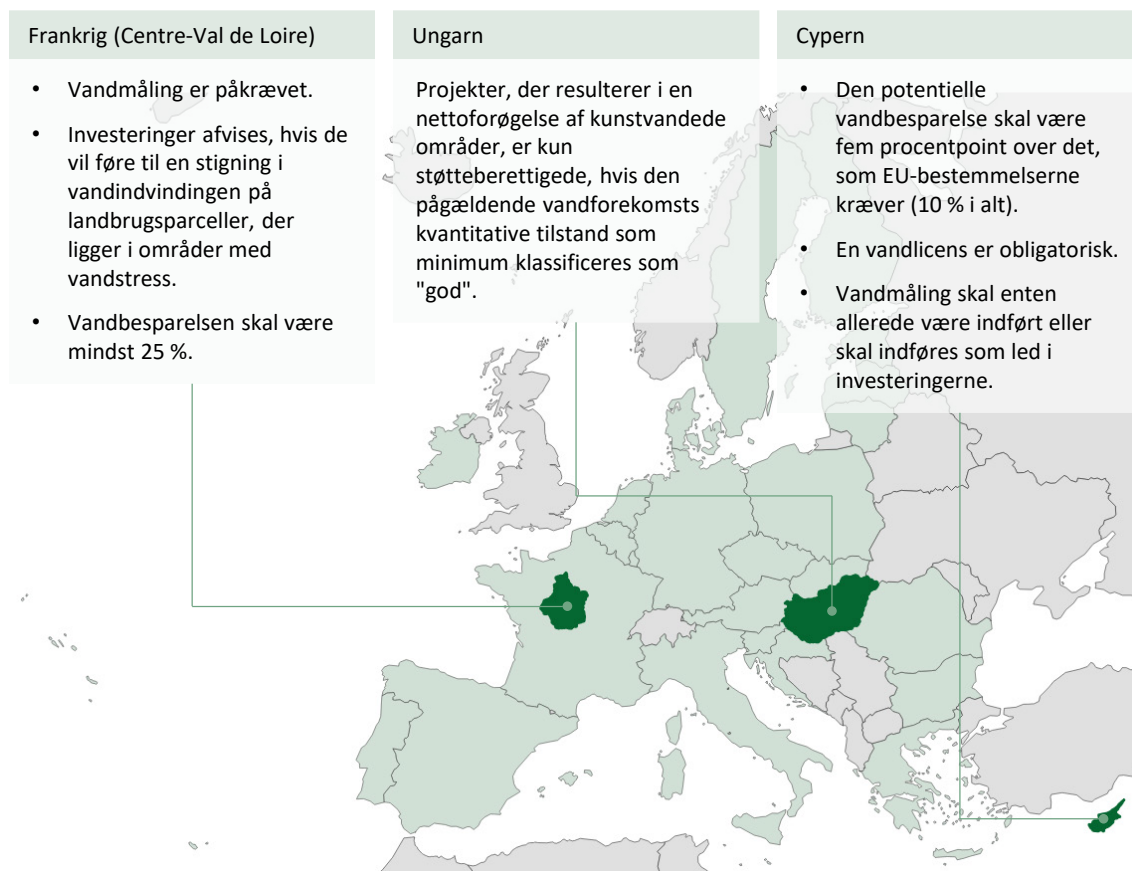 Frankrig (Centre-Val de Loire)
• Vandmåling er påkrævet.
• Investeringer afvises, hvis de
vil føre til en stigning i
vandindvindingen på
landbrugsparceller, der
ligger i områder med
vandstress.
• Vandbesparelsen skal være
mindst 25 %.
Ungarn
Projekter, der resulterer i en
nettoforøgelse af kunstvandede
områder, er kun
støtteberettigede, hvis den
pågældende vandforekomsts
kvantitative tilstand som
minimum klassificeres som
"god".
Cypern
• Den potentielle
vandbesparelse skal være
fem procentpoint over det,
som EU-bestemmelserne
kræver (10 % i alt).
• En vandlicens er obligatorisk.
• Vandmåling skal enten
allerede være indført eller
skal indføres som led i
investeringerne.